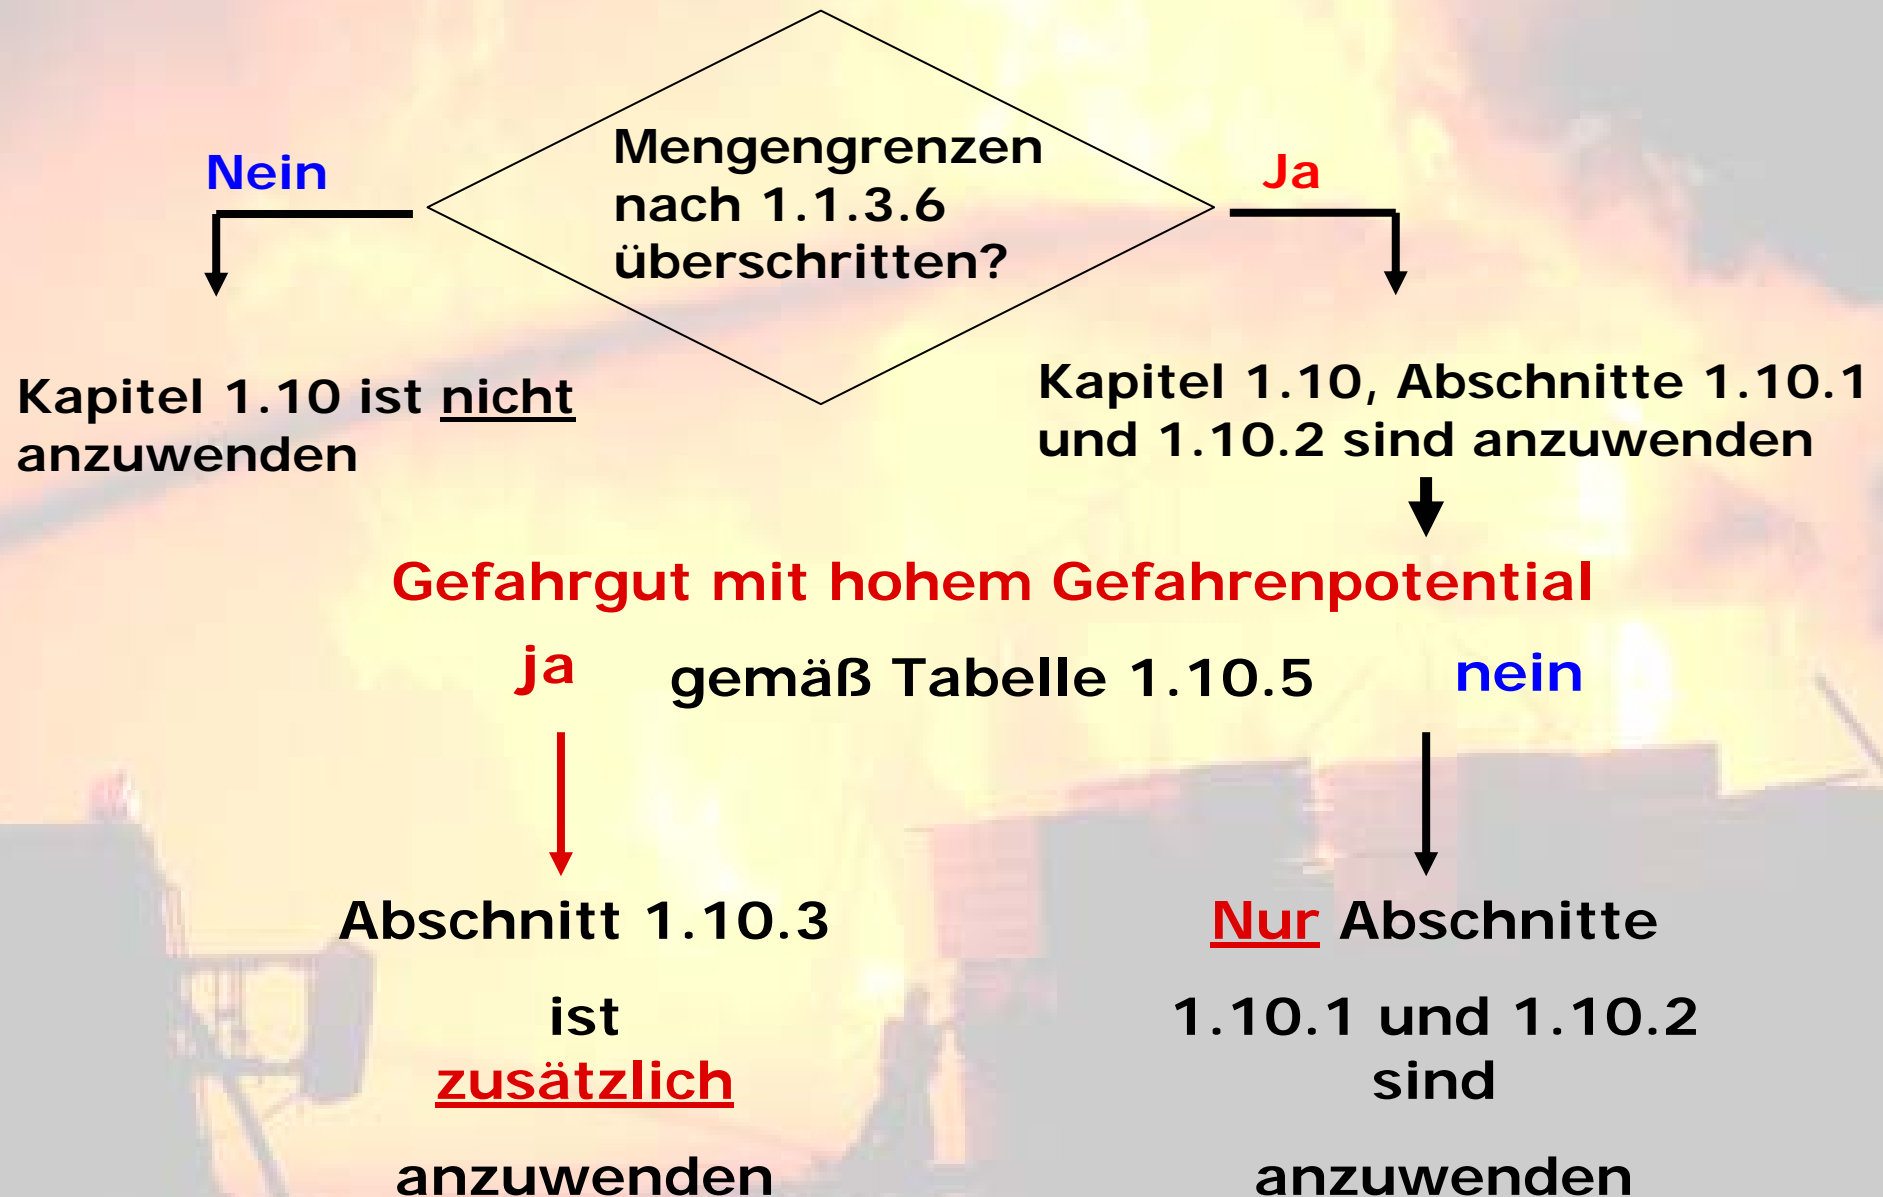 Mengengrenzen
nach 1.1.3.6
überschritten?
Nein
Ja
Kapitel 1.10 ist nicht
anzuwenden
Kapitel 1.10, Abschnitte 1.10.1
und 1.10.2 sind anzuwenden
Gefahrgut mit hohem Gefahrenpotential
ja
gemäß Tabelle 1.10.5
nein
Abschnitt 1.10.3
ist
zusätzlich
anzuwenden
Nur Abschnitte
1.10.1 und 1.10.2
sind
anzuwenden